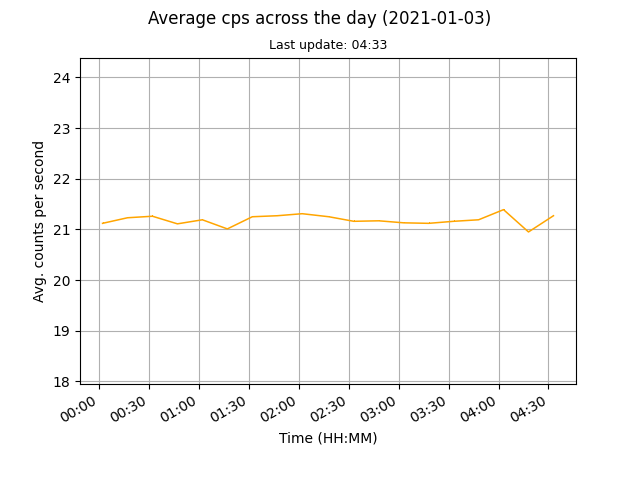 Average cps across the day (2021-01-03)
Last update: 04:33
24
23
22
21
20
19
18
Avg. counts per second
00:00 00:30 01:00 01:30 02:00 02:30 03:00 03:30 04:00 04:30
Time (HH:MM)